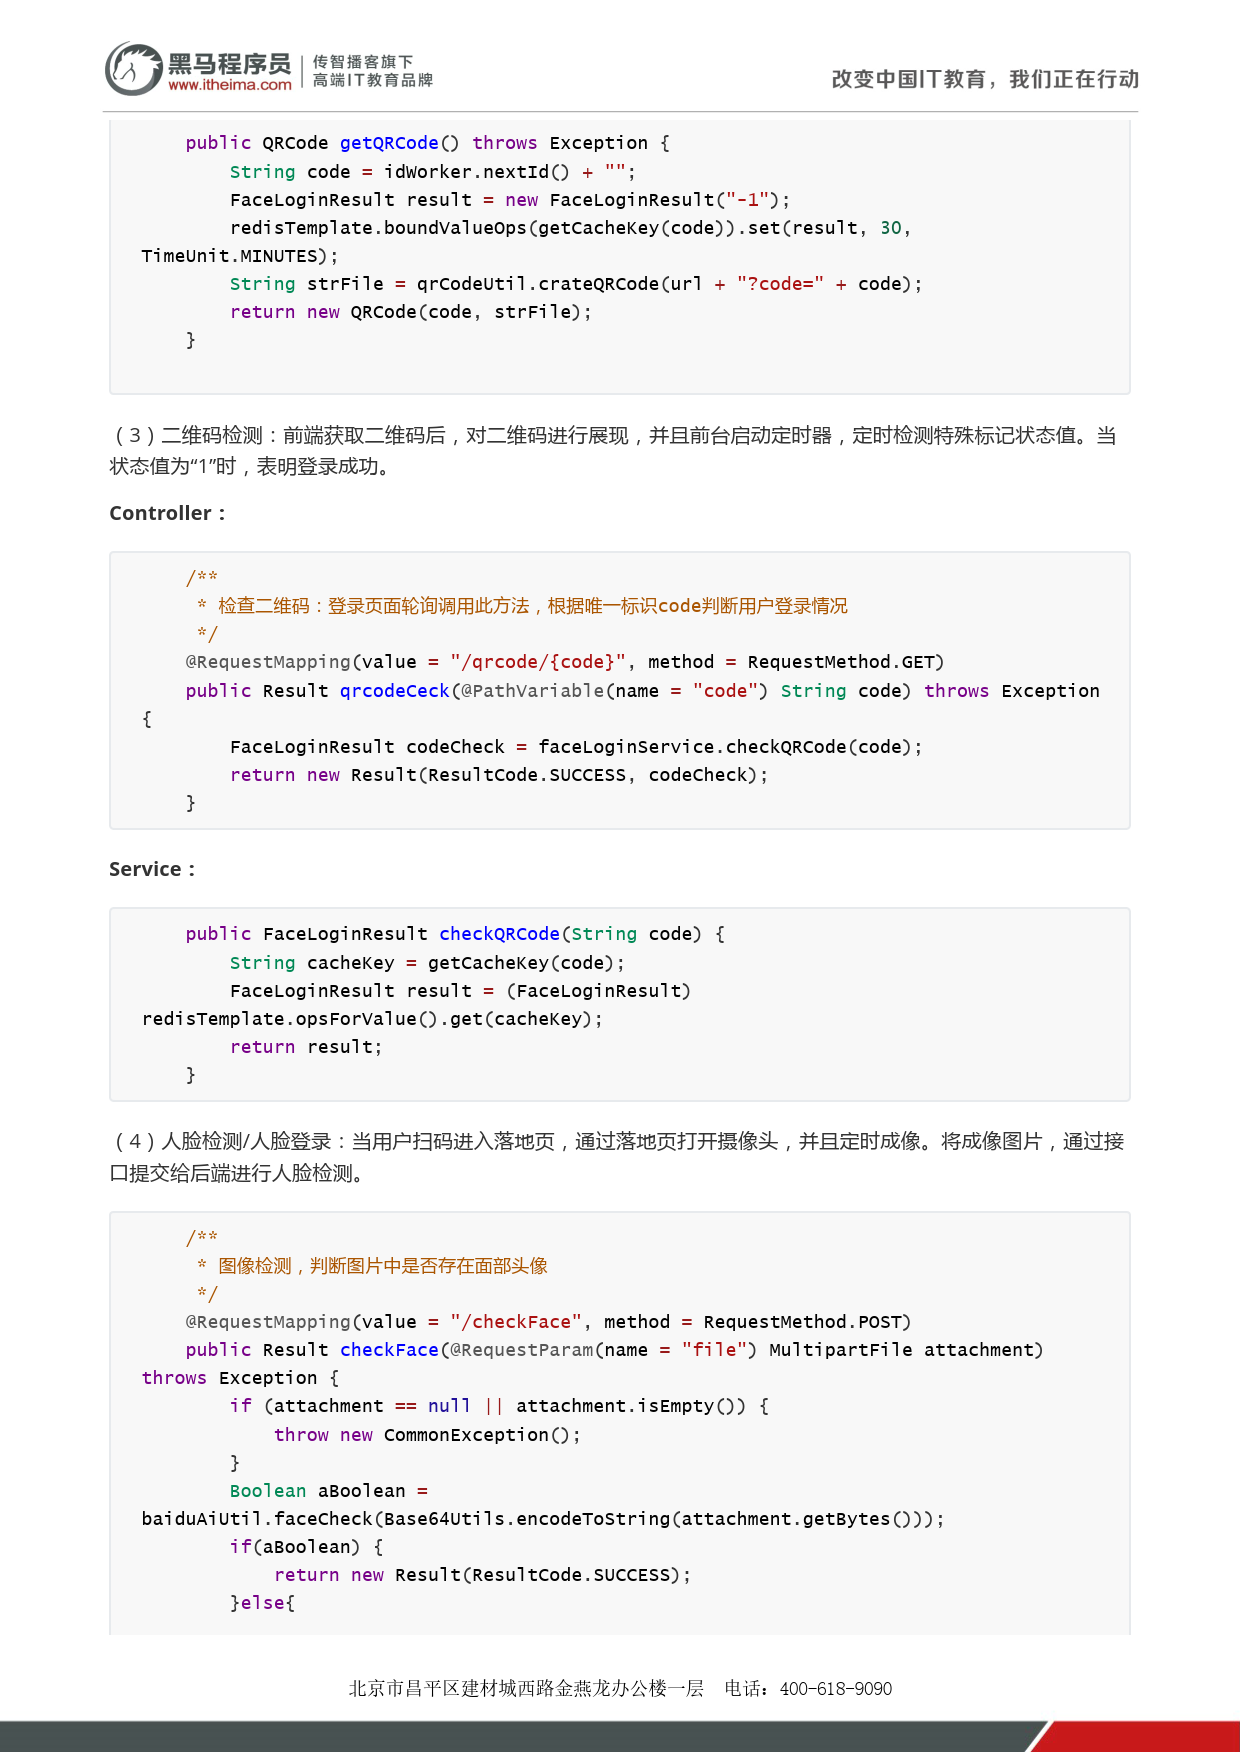 黑马程序员
www.itheima.com
传智播客旗下
高端IT教育品牌
改变中国IT教育，我们正在行动
    public QRCode getQRCode() throws Exception {
        String code = idWorker.nextId() + "";
        FaceLoginResult result = new FaceLoginResult("-1");
        redisTemplate.boundValueOps(getCacheKey(code)).set(result, 30,
TimeUnit.MINUTES);
        String strFile = qrCodeUtil.crateQRCode(url + "?code=" + code);
        return new QRCode(code, strFile);
    }
（3）二维码检测：前端获取二维码后，对二维码进行展现，并且前台启动定时器，定时检测特殊标记状态值。当
状态值为“1”时，表明登录成功。
Controller：
    /**
     * 检查二维码：登录页面轮询调用此方法，根据唯一标识code判断用户登录情况
     */
    @RequestMapping(value = "/qrcode/{code}", method = RequestMethod.GET)
    public Result qrcodeCeck(@PathVariable(name = "code") String code) throws Exception
{
        FaceLoginResult codeCheck = faceLoginService.checkQRCode(code);
        return new Result(ResultCode.SUCCESS, codeCheck);
    }
Service：
    public FaceLoginResult checkQRCode(String code) {
        String cacheKey = getCacheKey(code);
        FaceLoginResult result = (FaceLoginResult)
redisTemplate.opsForValue().get(cacheKey);
        return result;
    }
（4）人脸检测/人脸登录：当用户扫码进入落地页，通过落地页打开摄像头，并且定时成像。将成像图片，通过接
口提交给后端进行人脸检测。
    /**
     * 图像检测，判断图片中是否存在面部头像
     */
    @RequestMapping(value = "/checkFace", method = RequestMethod.POST)
    public Result checkFace(@RequestParam(name = "file") MultipartFile attachment)
throws Exception {
        if (attachment == null || attachment.isEmpty()) {
            throw new CommonException();
        }
        Boolean aBoolean =
baiduAiUtil.faceCheck(Base64Utils.encodeToString(attachment.getBytes()));
        if(aBoolean) {
            return new Result(ResultCode.SUCCESS);
        }else{
北京市昌平区建材城西路金燕龙办公楼一层　电话：400-618-9090